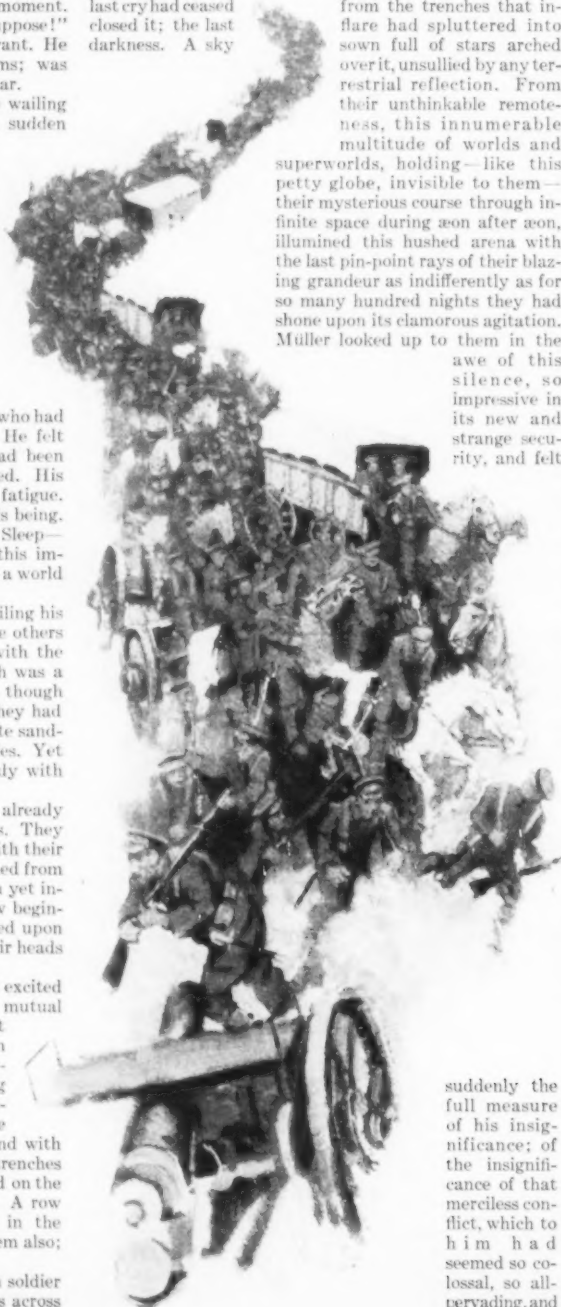 moment.
ppose!"
rant. He
ns; was
ar.
wailing
sudden
who had
He felt
ad been
ed. His
fatigue.
s being.
Sleep—
this im-
a world
iling his
e others
with the
h was a
though
hey had
te sand-
es. Yet
ly with
already
s. They
ith their
ed from
yet in-
w begin-
ed upon
ir heads
excited
mutual
nd with
renches
d on the
A row
in the
em also;
soldier
s across
last cry had ceased
closed it; the last
darkness. A sky
from the trenches that in-
flare had spluttered into
sown full of stars arched
over it, unsullied by any ter-
restrial reflection. From
their unthinkable remote-
ness, this innumerable
multitude of worlds and
superworlds, holding—like this
petty globe, invisible to them—
their mysterious course through in-
finite space during æon after æon,
illumined this hushed arena with
the last pin-point rays of their blaz-
ing grandeur as indifferently as for
so many hundred nights they had
shone upon its clamorous agitation.
Müller looked up to them in the
awe of this
silence, so
impressive in
its new and
strange secu-
rity, and felt
suddenly the
full measure
of his insig-
nificance; of
the insignifi-
cance of that
merciless con-
flict, which to
him had
seemed so co-
lossal, so all-
pervading, and